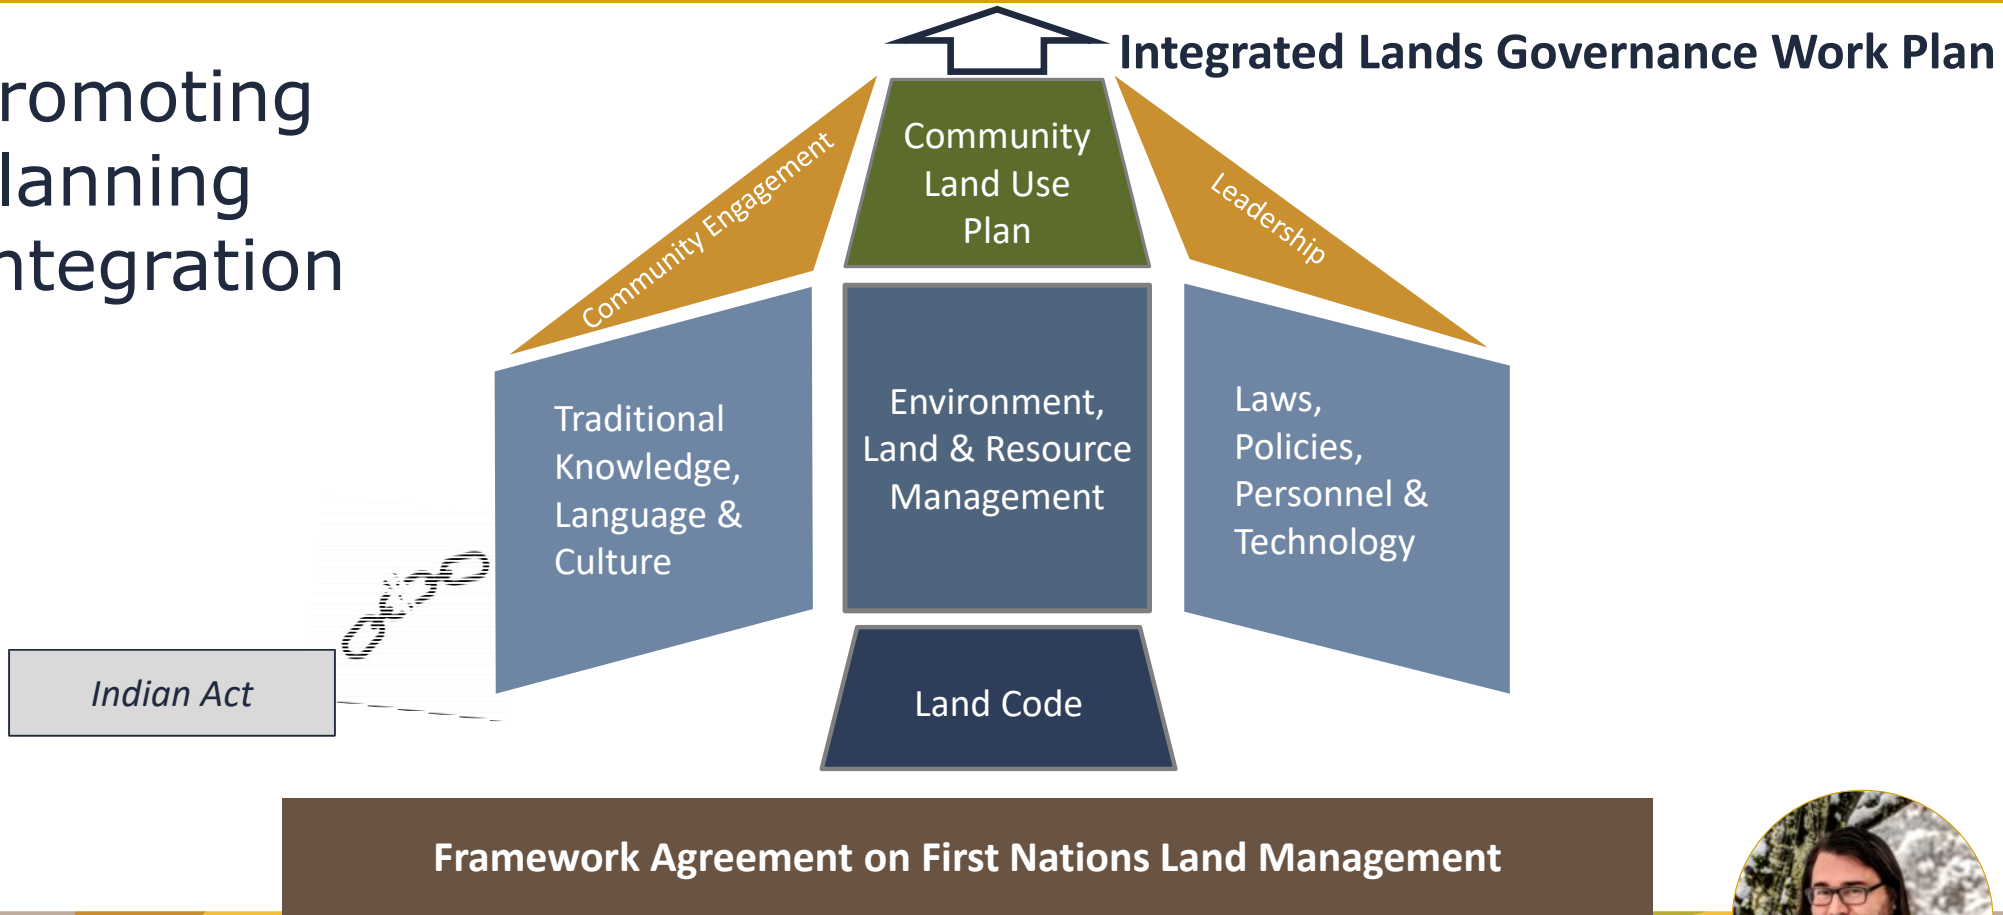 Integrated Lands Governance Work Plan
romoting
lanning
ntegration
Community Engagement
Community
Land Use
Plan
Leadership
Traditional
Knowledge,
Language &
Culture
Environment,
Land & Resource
Management
Laws,
Policies,
Personnel &
Technology
Indian Act
Land Code
Framework Agreement on First Nations Land Management